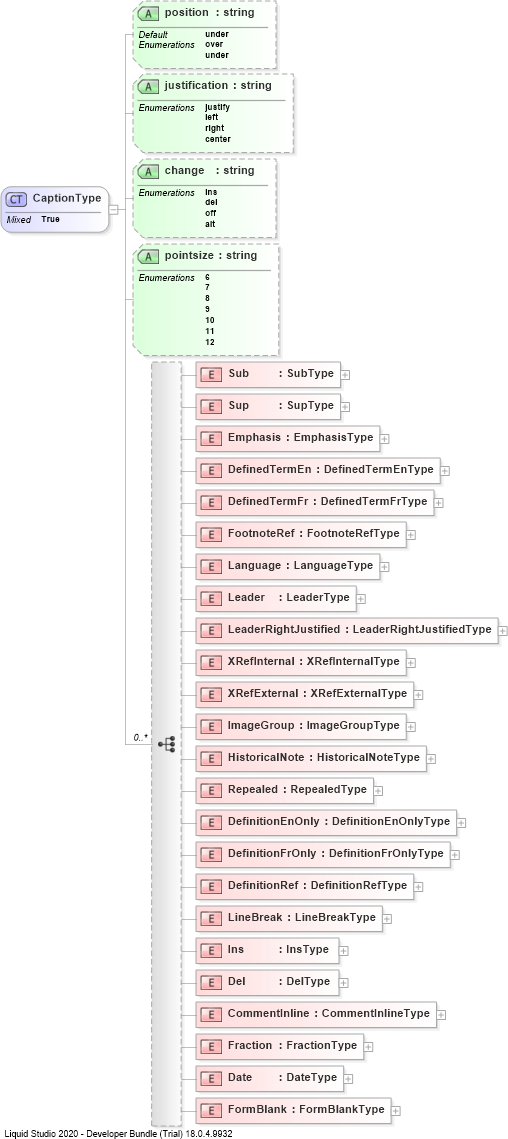 A position : string
Default under
Enumerations over
under
A justification : string
Enumerations justify
left
right
center
A change : string
Enumerations ins
del
off
alt
CT CaptionType
Mixed True
A pointsize : string
Enumerations 6
7
8
9
10
11
12
E Sub : SubType
E Sup : SupType
E Emphasis : EmphasisType
E DefinedTermEn : DefinedTermEnType
E DefinedTermFr : DefinedTermFrType
E FootnoteRef : FootnoteRefType
E Language : LanguageType
E Leader : LeaderType
E LeaderRightJustified : LeaderRightJustifiedType
E XRefInternal : XRefInternalType
E XRefExternal : XRefExternalType
E ImageGroup : ImageGroupType
0..*
E HistoricalNote : HistoricalNoteType
E Repealed : RepealedType
E DefinitionEnOnly : DefinitionEnOnlyType
E DefinitionFrOnly : DefinitionFrOnlyType
E DefinitionRef : DefinitionRefType
E LineBreak : LineBreakType
E Ins : InsType
E Del : DelType
E CommentInline : CommentInlineType
E Fraction : FractionType
E Date : DateType
E FormBlank : FormBlankType
Liquid Studio 2020 - Developer Bundle (Trial) 18.0.4.9932